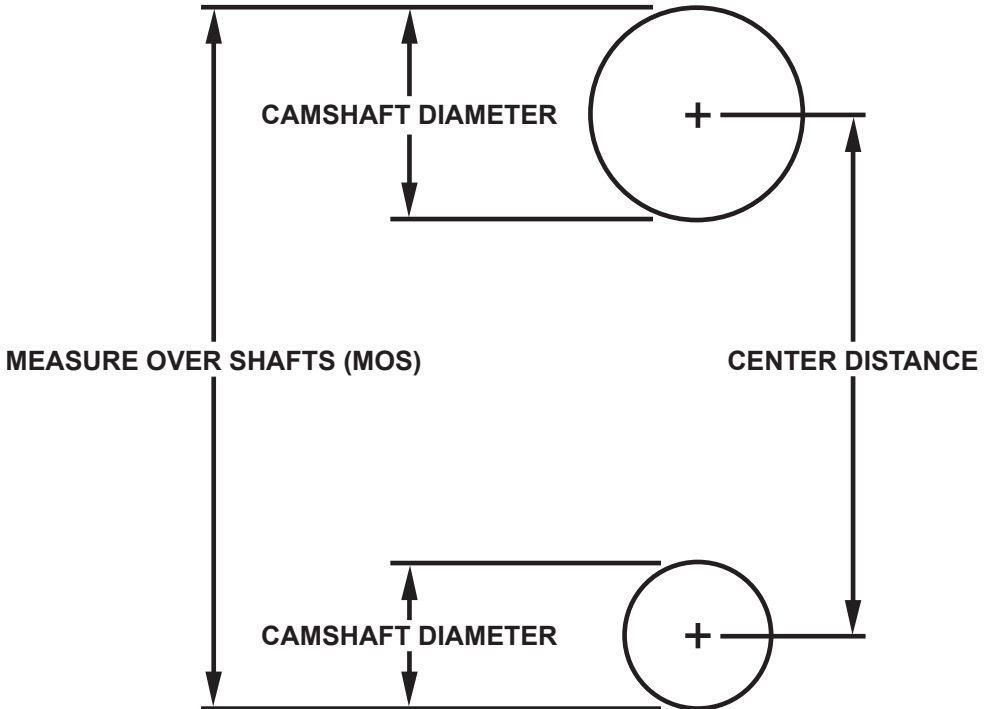 CAMSHAFT DIAMETER
MEASURE OVER SHAFTS (MOS)
CENTER DISTANCE
CAMSHAFT DIAMETER